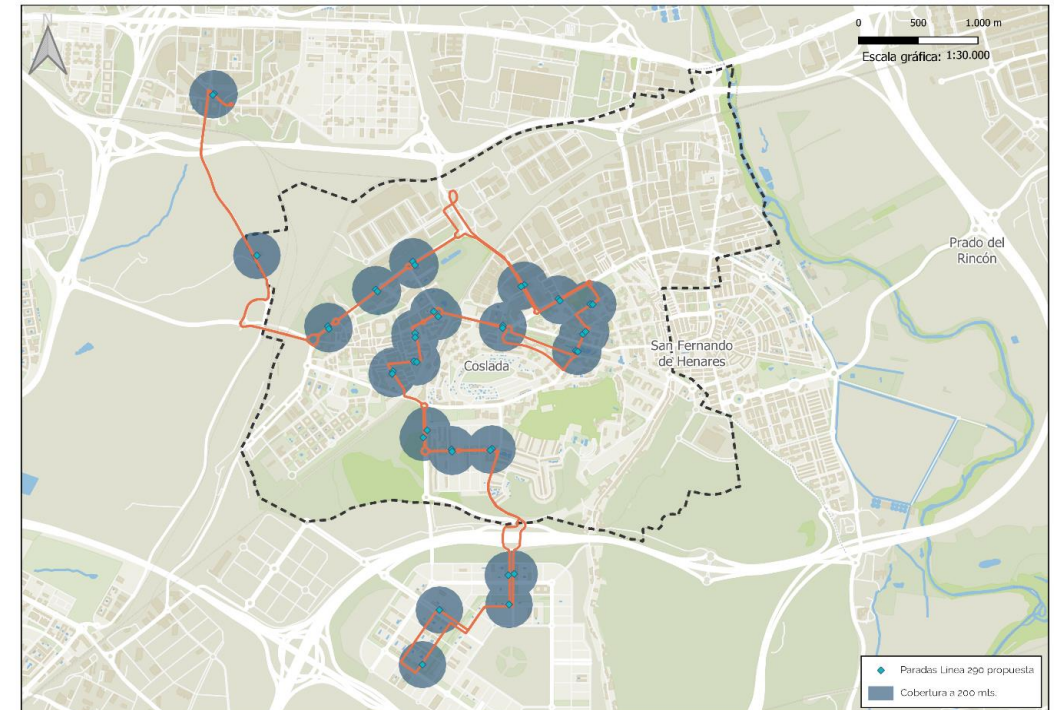 N
0 500 1.000 m
Escala gráfica: 1:30.000
Prado del
Rincón
San Fernando
de Henares
Coslada
Paradas Linea 290 propuesta
Cobertura a 200 mts.